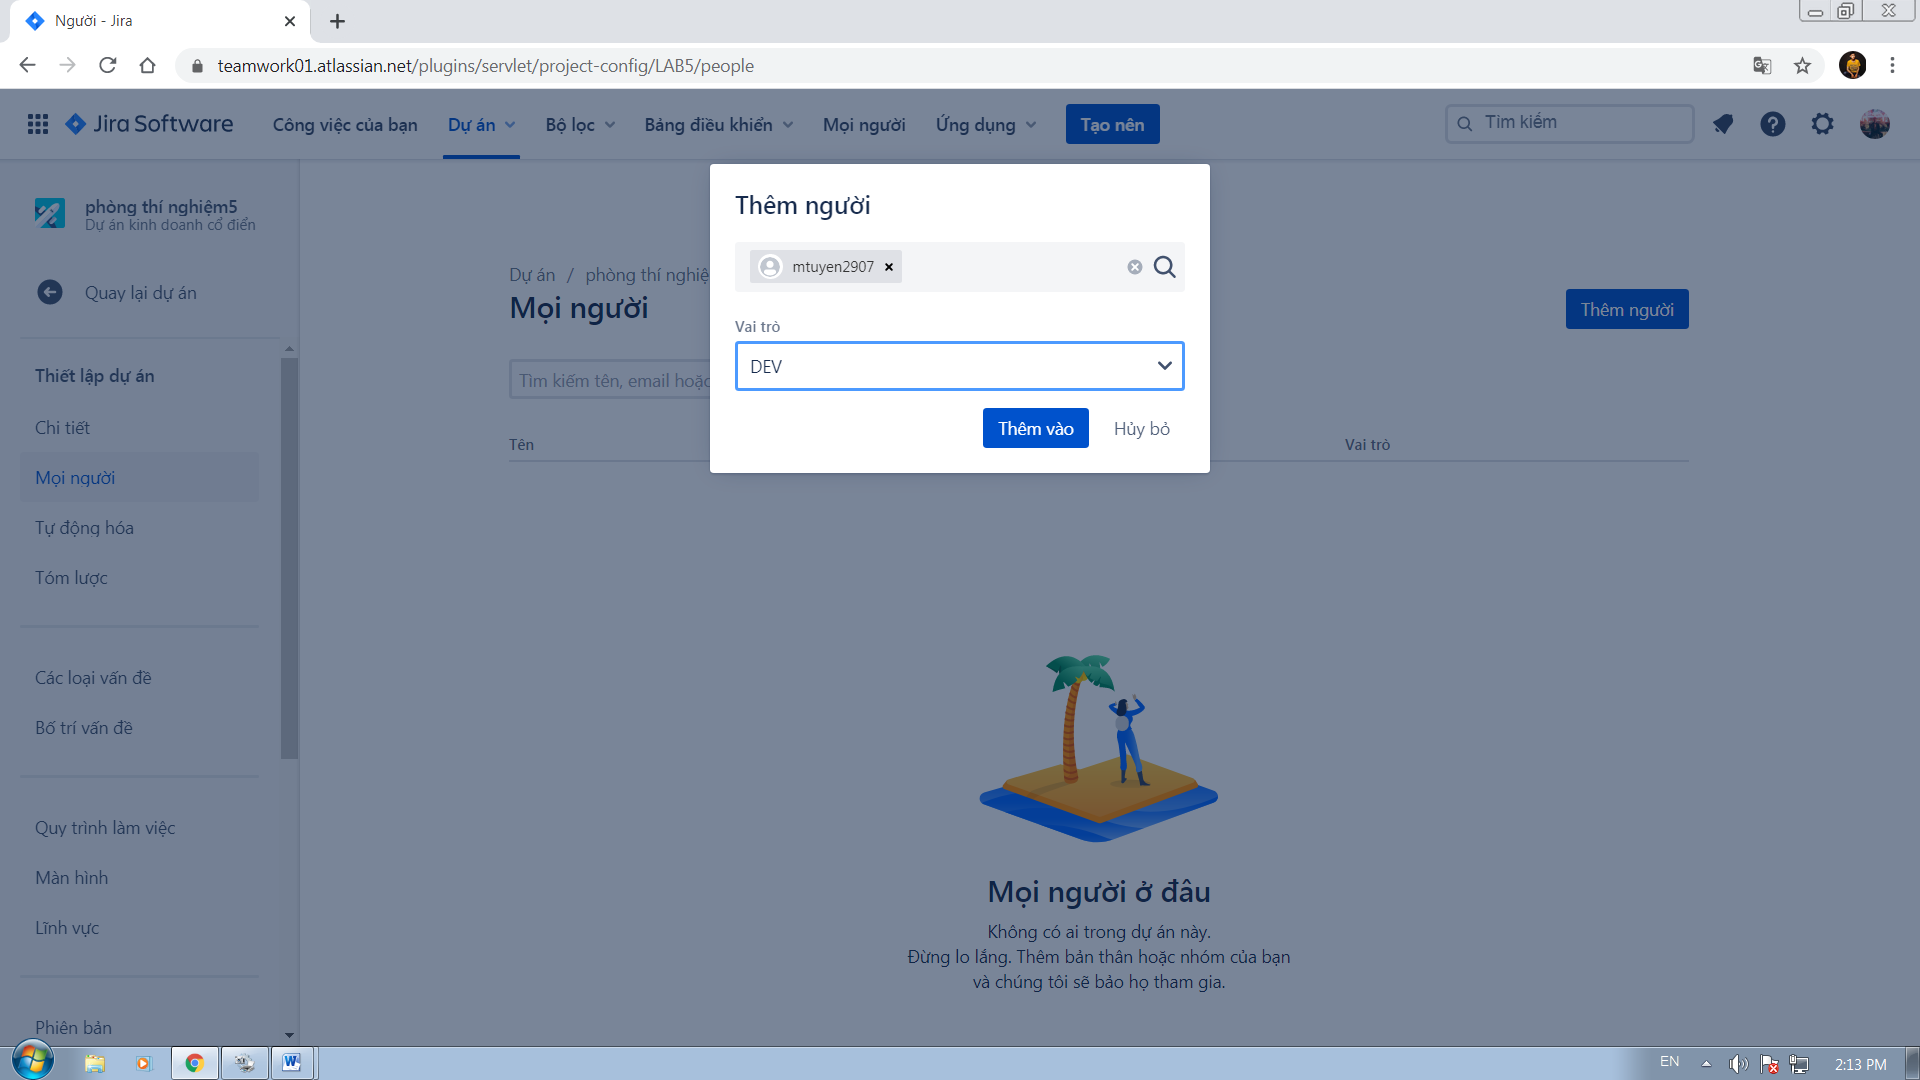 Người - Jira
teamwork01.atlassian.net/plugins/servlet/project-config/LAB5/people
Jira Software
Công việc của bạn
Dự án
Bộ lọc
Bảng điều khiển
Mọi người
Ứng dụng
Tạo nên
Tìm kiếm
phòng thí nghiệm5
Dự án kinh doanh cổ điển
Quay lại dự án
Thiết lập dự án
Chi tiết
Mọi người
Tự động hóa
Tóm lược
Các loại vấn đề
Bố trí vấn đề
Quy trình làm việc
Màn hình
Lĩnh vực
Phiên bản
Dự án / phòng thí nghiệ
Mọi người
Thêm người
Tìm kiếm tên, email hoặc
Tên
Vai trò
Thêm người
mtuyen2907
Vai trò
DEV
Thêm vào
Hủy bỏ
Mọi người ở đâu
Không có ai trong dự án này.
Đừng lo lắng. Thêm bản thân hoặc nhóm của bạn
và chúng tôi sẽ bảo họ tham gia.
EN
2:13 PM